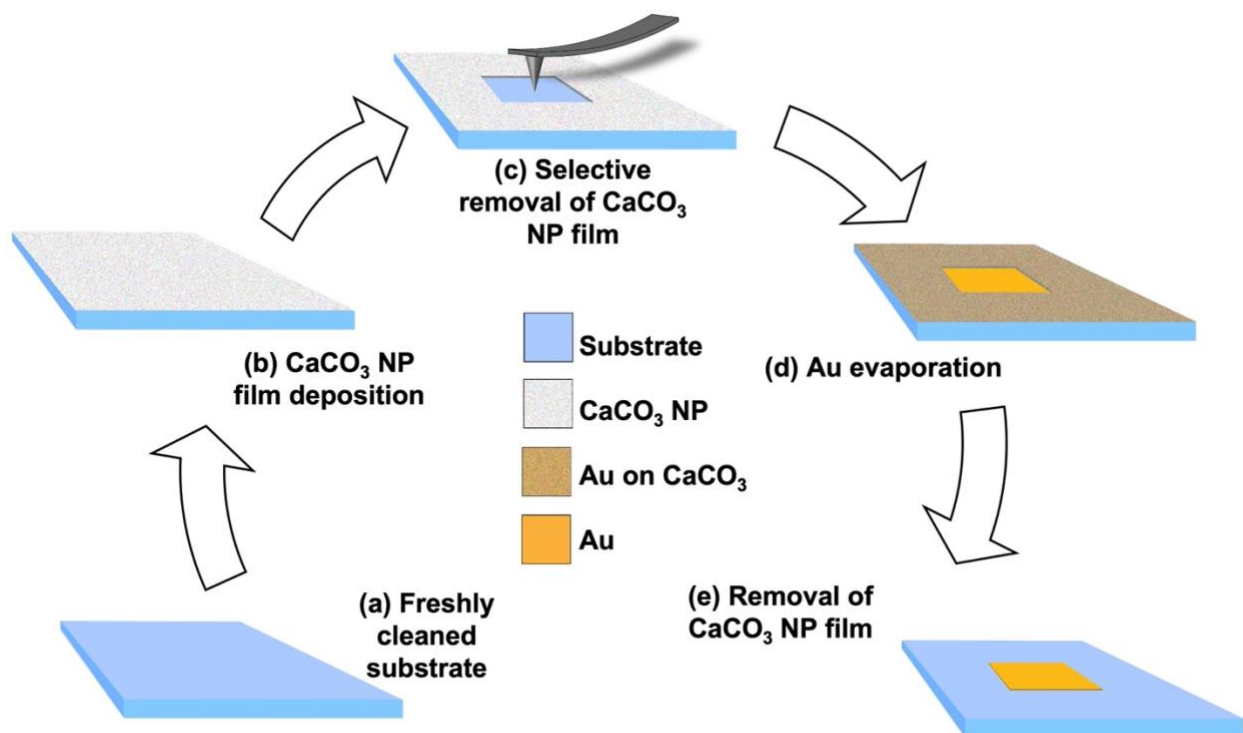 (a) Freshly
cleaned
substrate
(b) CaCO₃ NP
film deposition
(c) Selective
removal of CaCO₃
NP film
(d) Au evaporation
(e) Removal of
CaCO₃ NP film
Substrate
CaCO₃ NP
Au on CaCO₃
Au